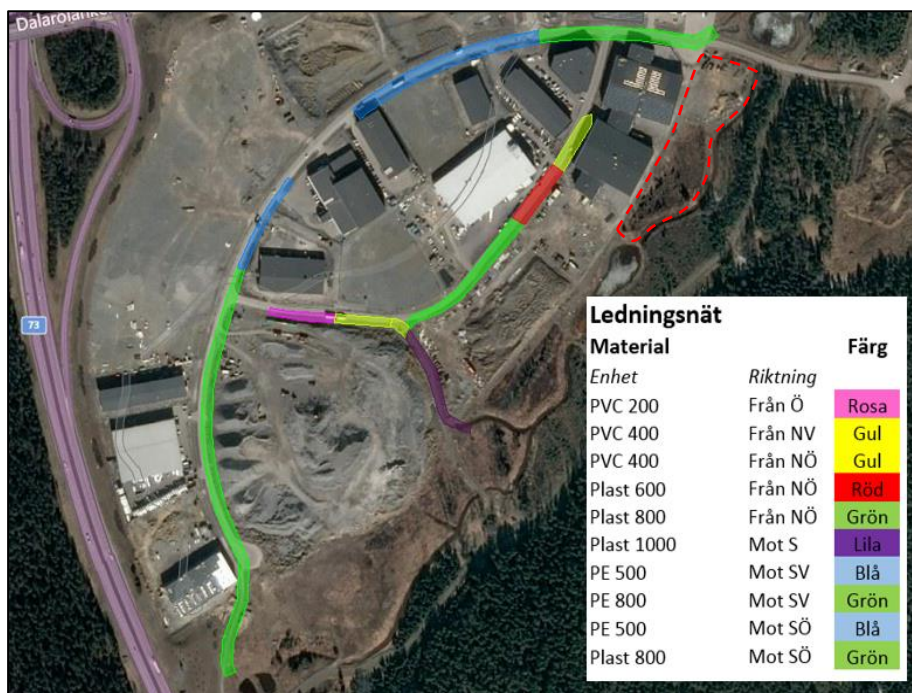 Dalarölänken
73
Ledningsnät
Material Färg
Enhet Riktning
PVC 200 Från Ö Rosa
PVC 400 Från NV Gul
PVC 400 Från NÖ Gul
Plast 600 Från NÖ Röd
Plast 800 Från NÖ Grön
Plast 1000 Mot S Lila
PE 500 Mot SV Blå
PE 800 Mot SV Grön
PE 500 Mot SÖ Blå
Plast 800 Mot SÖ Grön